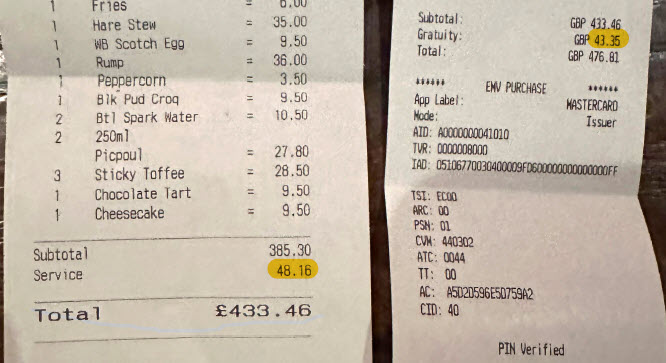 1 Fries = 6.00
1 Hare Stew = 35.00
1 WB Scotch Egg = 9.50
1 Rump = 36.00
1 Peppercorn = 3.50
1 Blk Pud Croq = 9.50
2 Btl Spark Water = 10.50
2 250ml
Picpoul = 27.80
3 Sticky Toffee = 28.50
1 Chocolate Tart = 9.50
1 Cheesecake = 9.50
Subtotal 385.30
Service 48.16
Total £433.46
Subtotal: GBP 433.46
Gratuity: GBP 43.35
Total: GBP 476.81
****** EMV PURCHASE ******
App Label: MASTERCARD
Mode: Issuer
AID: A0000000041010
TVR: 0000008000
IAD: 05106770030400009FD600000000000000FF
TSI: EC00
ARC: 00
PSN: 01
CVM: 440302
ATC: 0044
TT: 00
AC: A5D2D596E5D759A2
CID: 40
PIN Verified